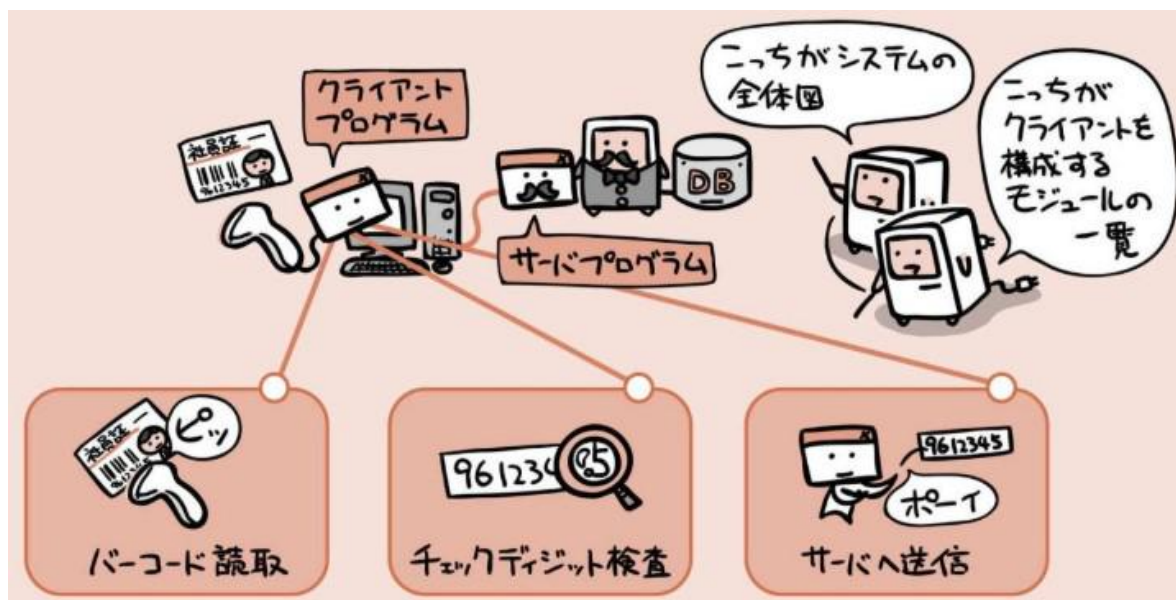 クライアント
プログラム
社員証
9612345
サーバプログラム
DB
こっちがシステムの
全体図
こっちが
クライアントを
構成する
モジュールの
一覧
社員証
9612345
ピッ
バーコード読取
961234
?5
チェックディジット検査
9612345
ポーイ
サーバへ送信